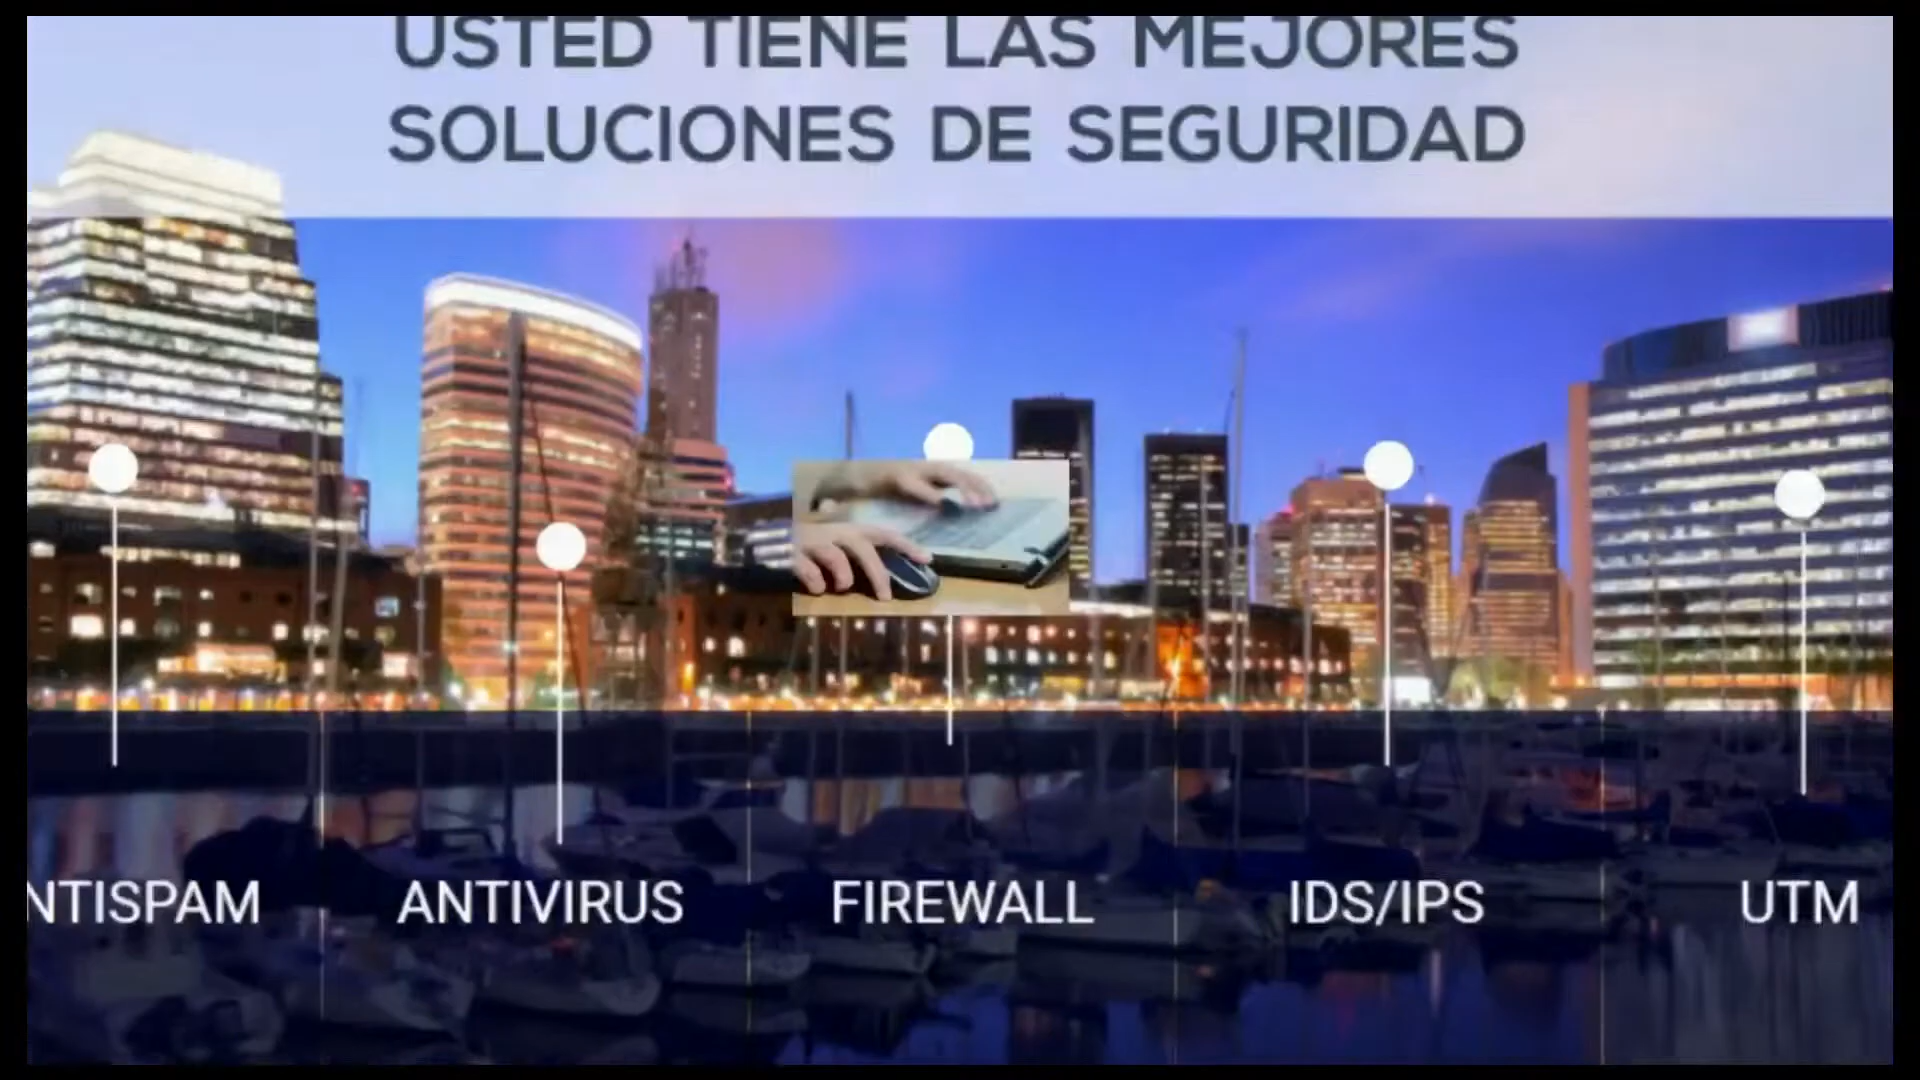 USTED TIENE LAS MEJORES
SOLUCIONES DE SEGURIDAD
NTISPAM
ANTIVIRUS
FIREWALL
IDS/IPS
UTM